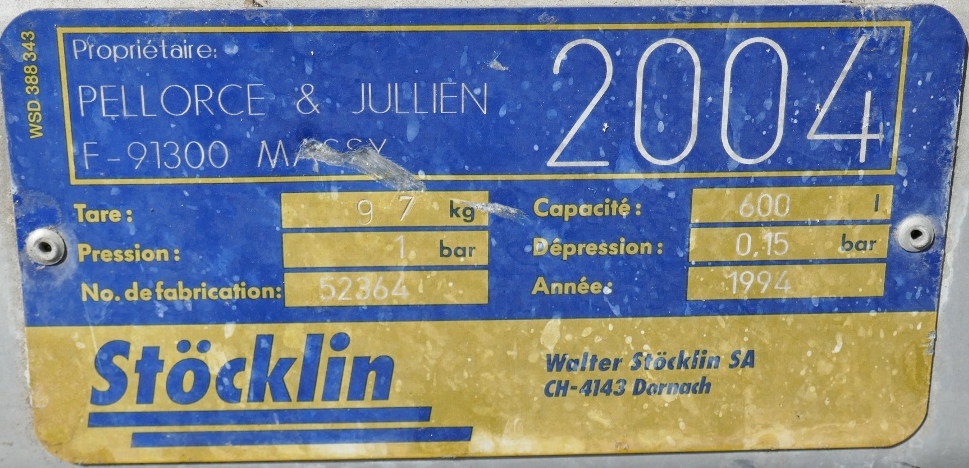 WSD 388 343
Propriétaire:
PELLORCE & JULLIEN
F-91300 MASSY
2004
Tare: 97 kg
Capacité: 600 l
Pression: 1 bar
Dépression: 0,15 bar
No. de fabrication: 52364
Année: 1994
Stöcklin
Walter Stöcklin SA
CH-4143 Dornach